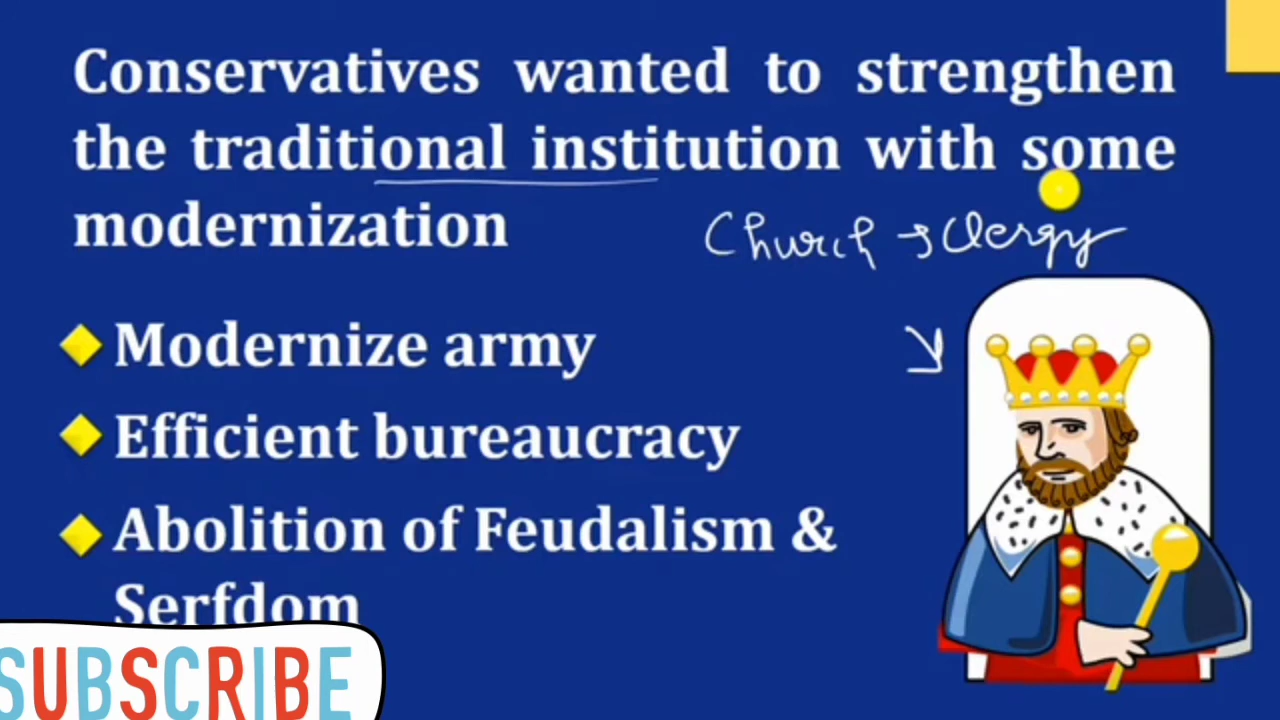 Conservatives wanted to strengthen
the traditional institution with some
modernization
Church → Clergy
Modernize army
Efficient bureaucracy
Abolition of Feudalism &
Serfdom
SUBSCRIBE